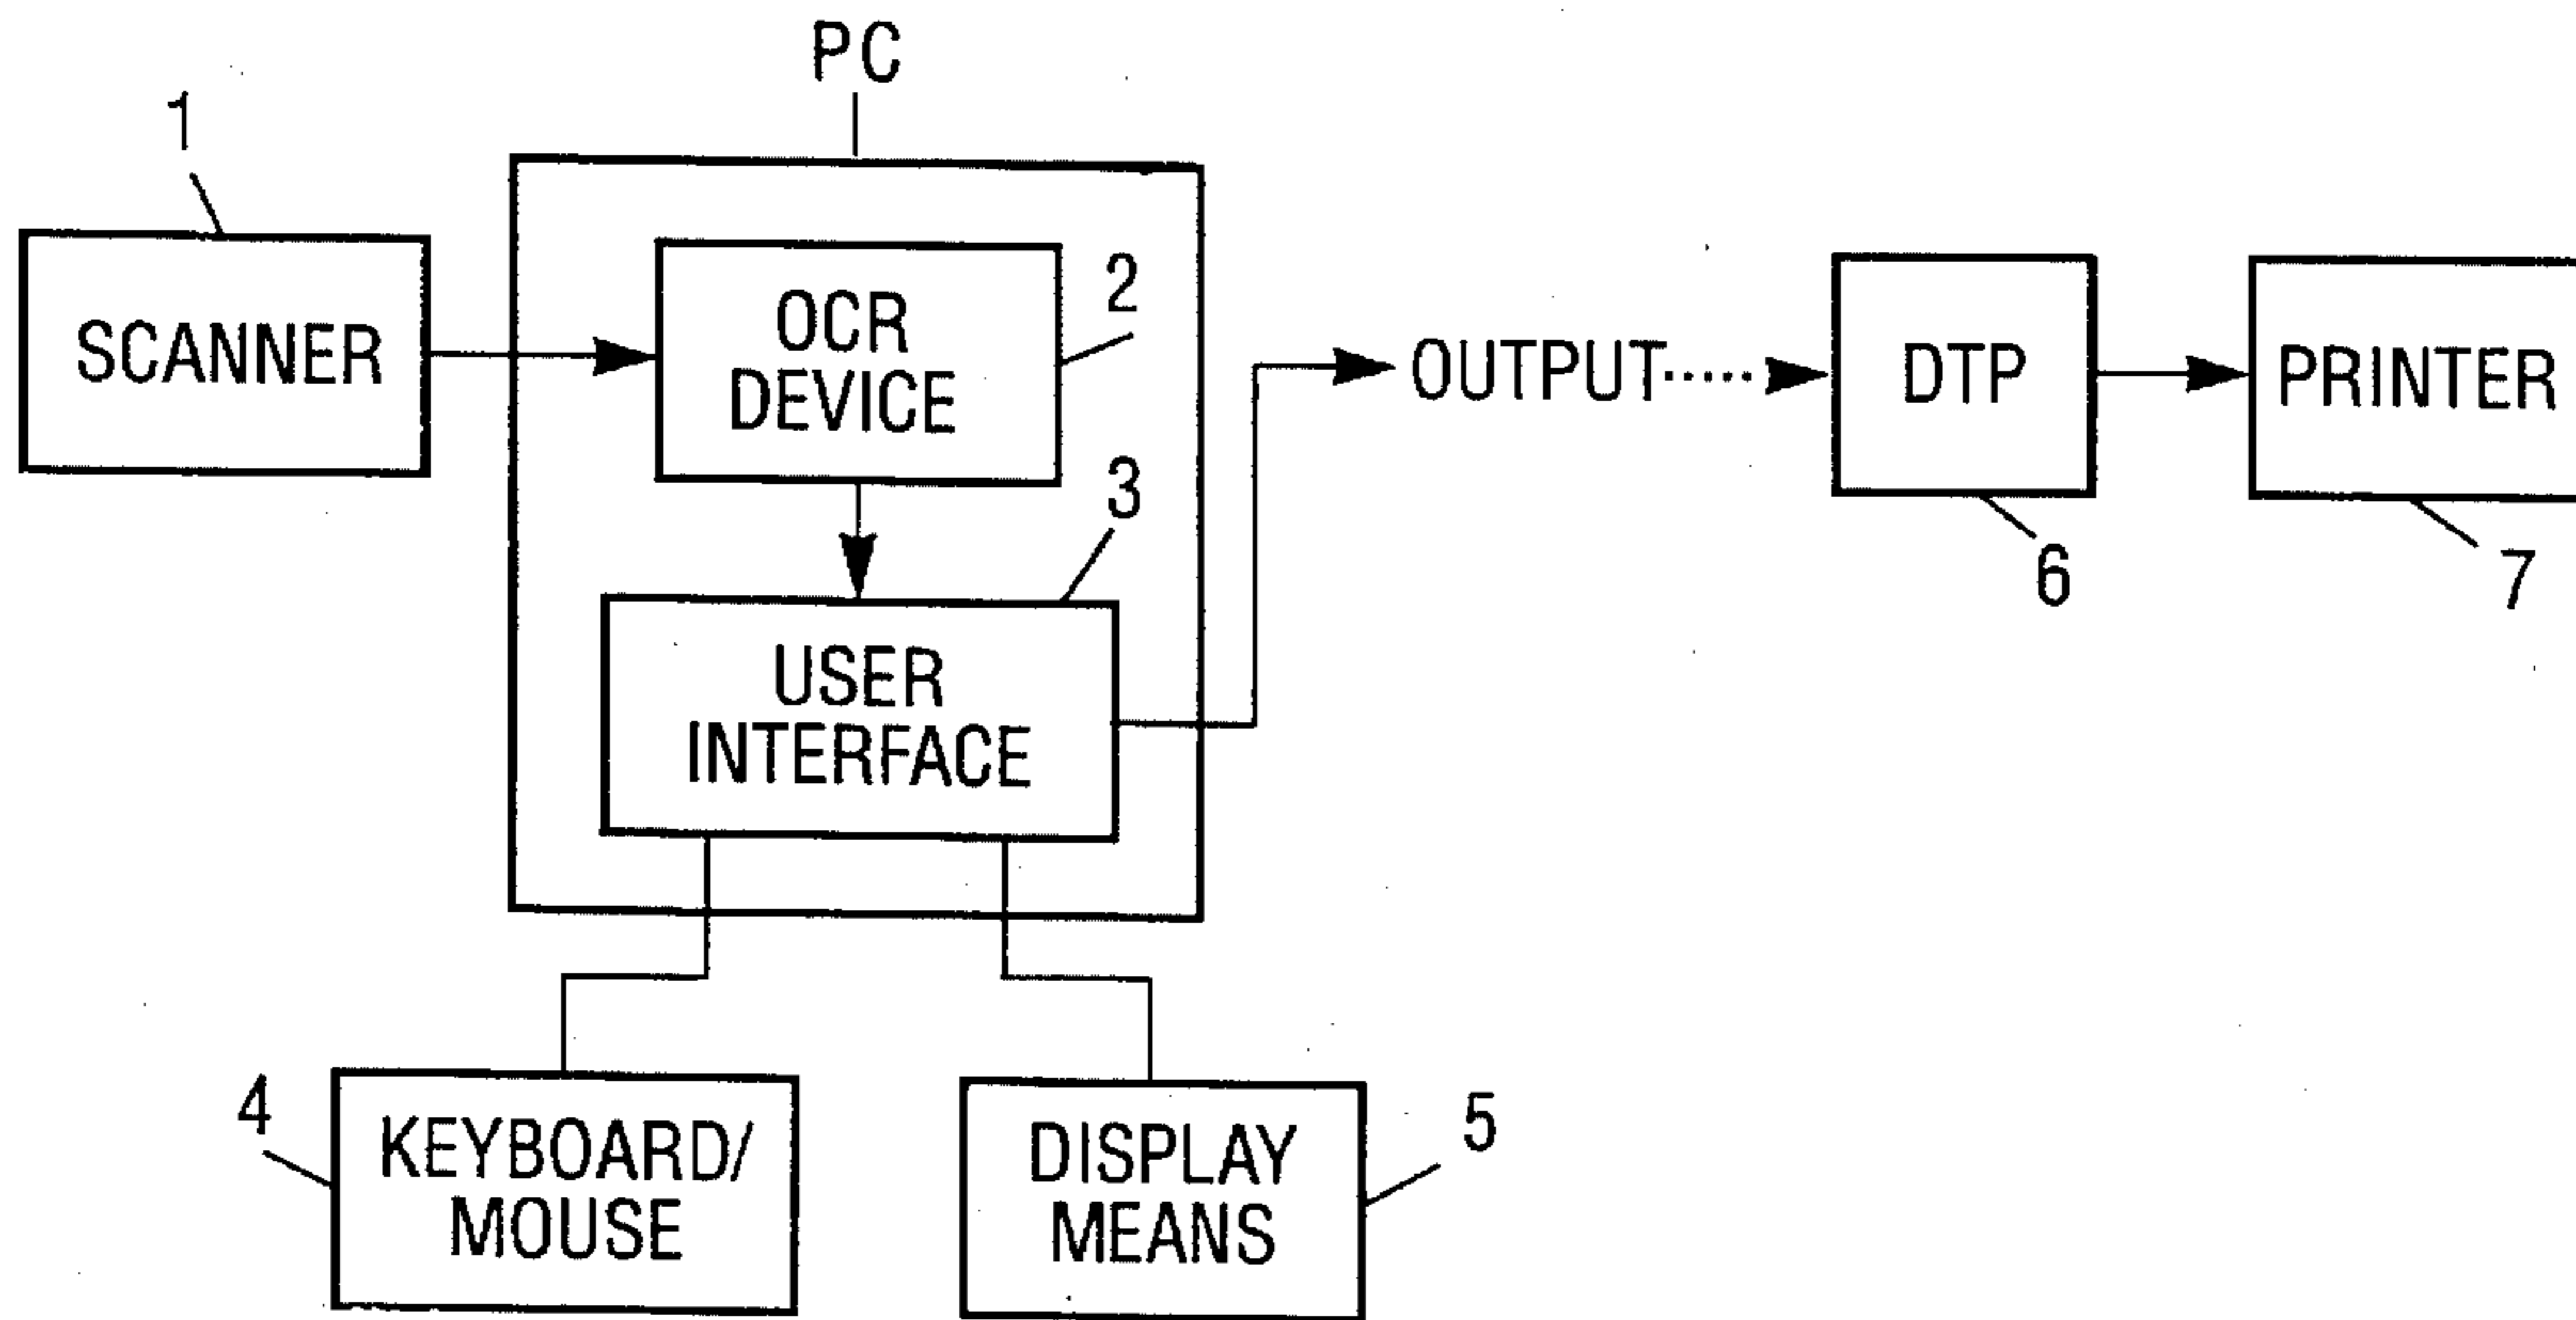 PC
1
SCANNER
OCR
DEVICE
2
3
USER
INTERFACE
OUTPUT
DTP
6
PRINTER
7
4
KEYBOARD/
MOUSE
DISPLAY
MEANS
5